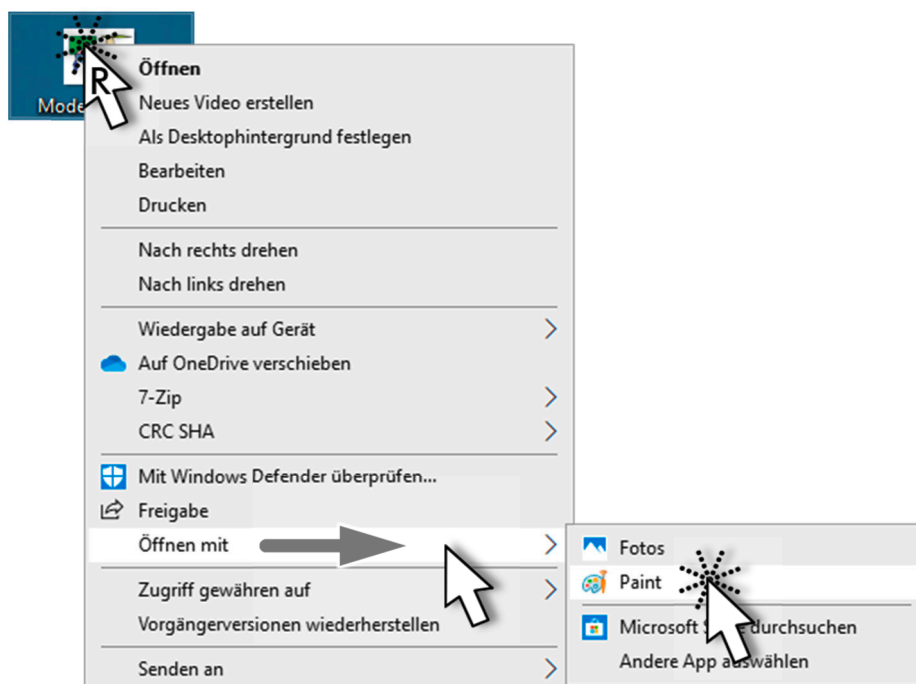 Mode
R
Öffnen
Neues Video erstellen
Als Desktophintergrund festlegen
Bearbeiten
Drucken
Nach rechts drehen
Nach links drehen
Wiedergabe auf Gerät
Auf OneDrive verschieben
7-Zip
CRC SHA
Mit Windows Defender überprüfen...
Freigabe
Öffnen mit
Zugriff gewähren auf
Vorgängerversionen wiederherstellen
Senden an
Fotos
Paint
Microsoft durchsuchen
Andere App auswählen